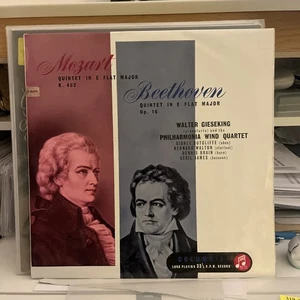 Mozart
QUINTET IN E FLAT MAJOR
K. 452
Beethoven
QUINTET IN E FLAT MAJOR
Op. 16
WALTER GIESEKING
(pianoforte) and the
PHILHARMONIA WIND QUARTET
SIDNEY SUTCLIFFE (oboe)
BERNARD WALTON (clarinet)
DENNIS BRAIN (horn)
CECIL JAMES (bassoon)
COLUMBIA
LONG PLAYING 33⅓ R.P.M. RECORD